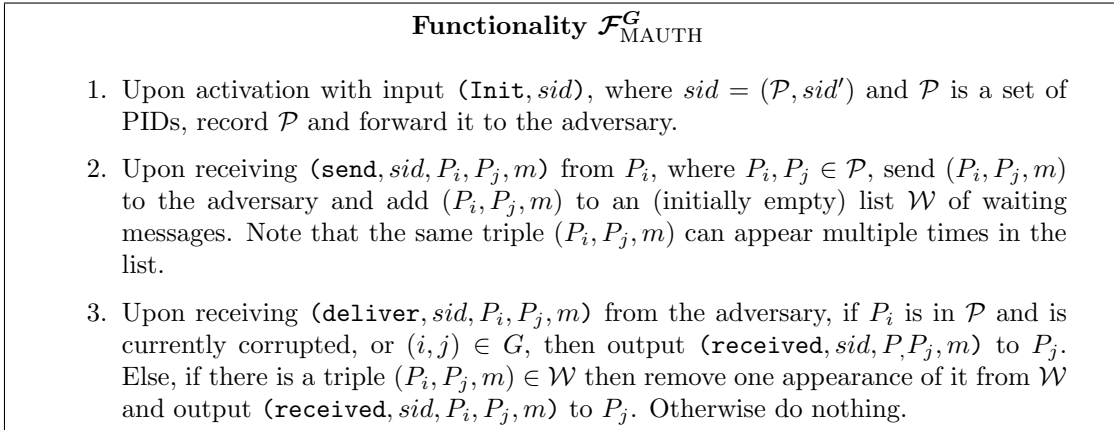 Functionality 𝓕^G_MAUTH
1. Upon activation with input (Init, sid), where sid = (𝒫, sid′) and 𝒫 is a set of
PIDs, record 𝒫 and forward it to the adversary.
2. Upon receiving (send, sid, P_i, P_j, m) from P_i, where P_i, P_j ∈ 𝒫, send (P_i, P_j, m)
to the adversary and add (P_i, P_j, m) to an (initially empty) list 𝒲 of waiting
messages. Note that the same triple (P_i, P_j, m) can appear multiple times in the
list.
3. Upon receiving (deliver, sid, P_i, P_j, m) from the adversary, if P_i is in 𝒫 and is
currently corrupted, or (i, j) ∈ G, then output (received, sid, P_, P_j, m) to P_j.
Else, if there is a triple (P_i, P_j, m) ∈ 𝒲 then remove one appearance of it from 𝒲
and output (received, sid, P_i, P_j, m) to P_j. Otherwise do nothing.